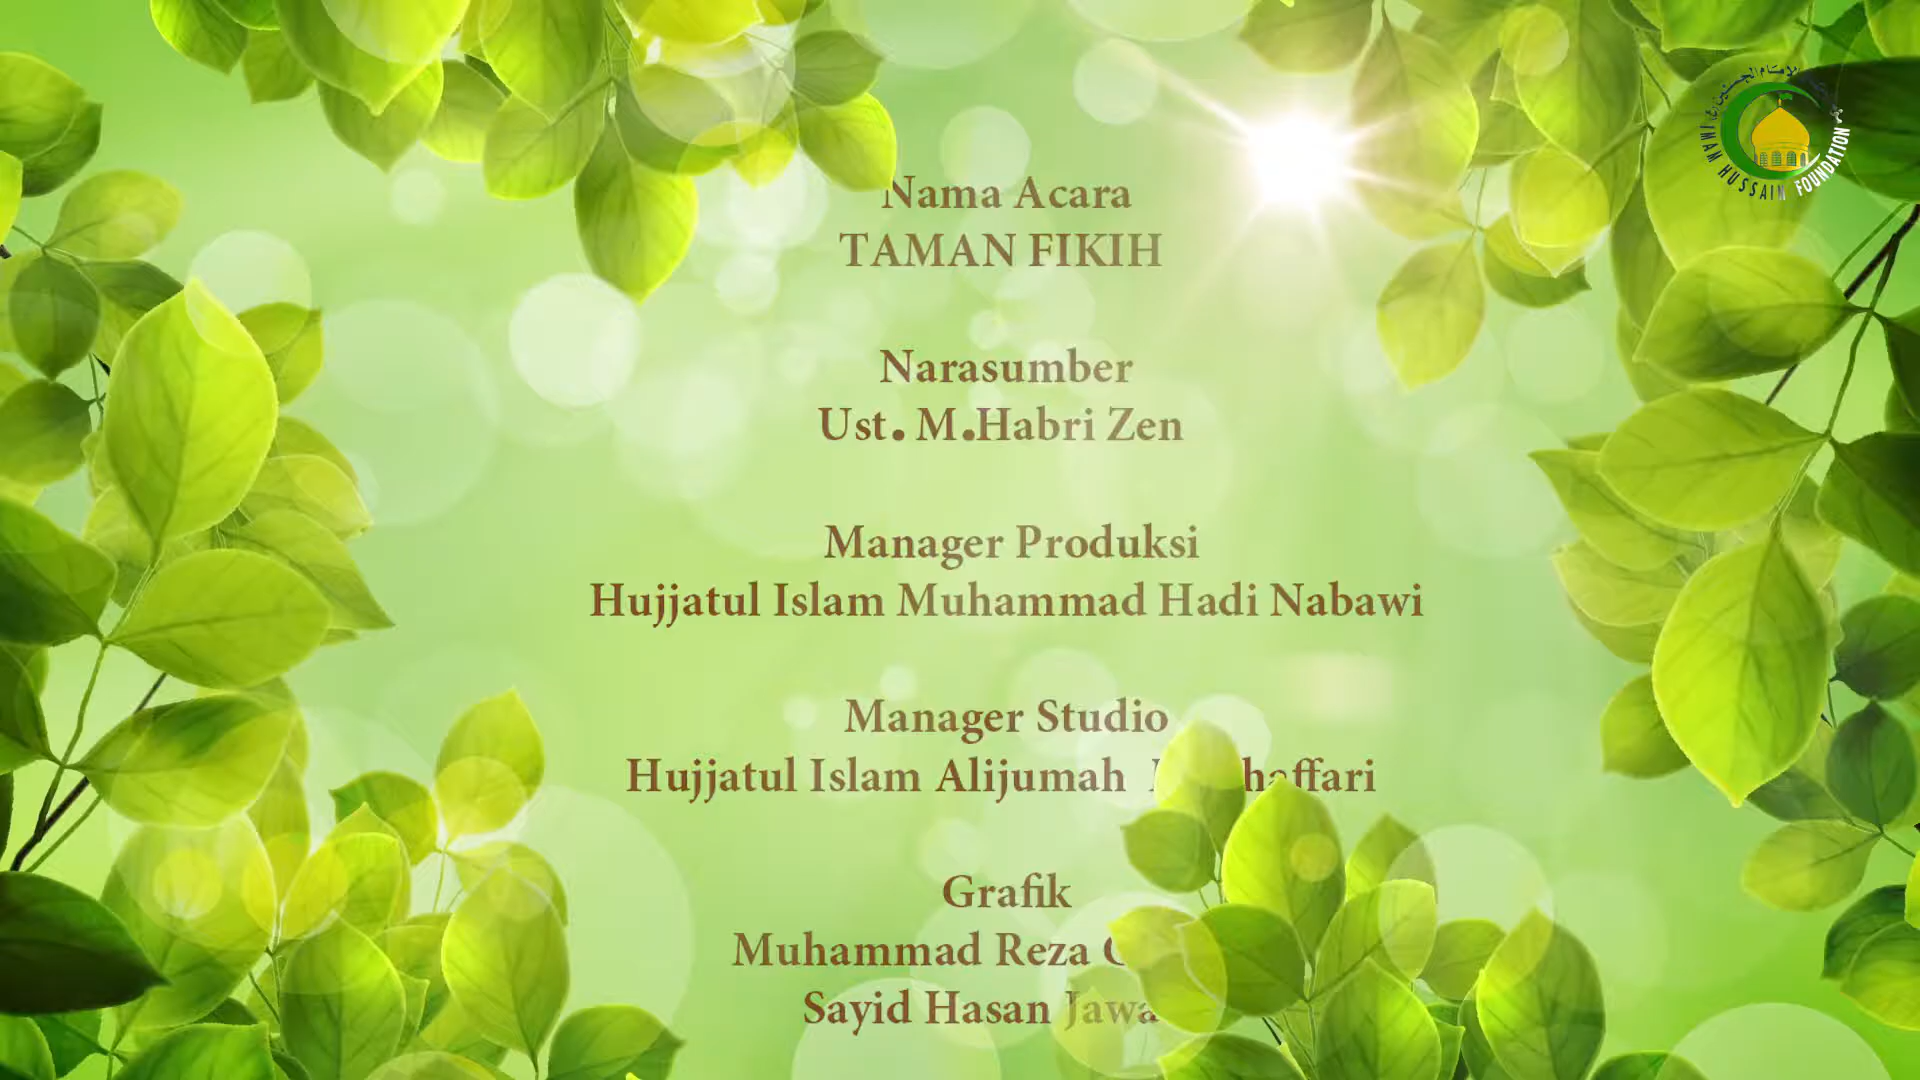 Nama Acara
TAMAN FIKIH
Narasumber
Ust. M.Habri Zen
Manager Produksi
Hujjatul Islam Muhammad Hadi Nabawi
Manager Studio
Hujjatul Islam Alijumah
Grafik
Muhammad Reza
Sayid Hasan
IMAM HUSSAIN FOUNDATION